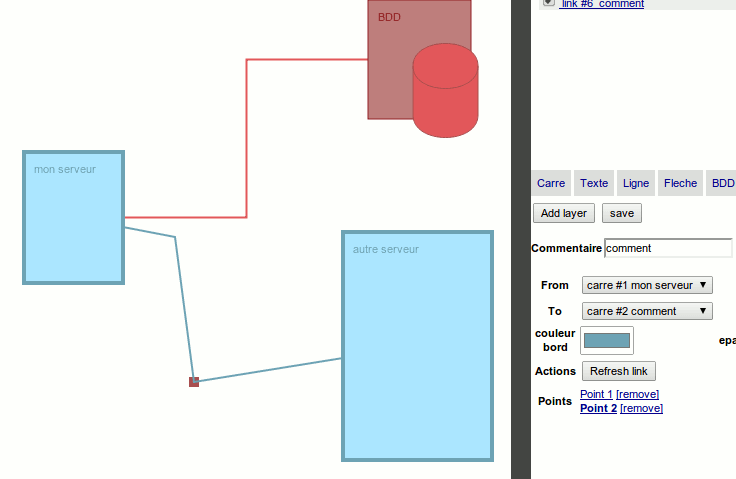 BDD
mon serveur
autre serveur
link #6 comment
Carre Texte Ligne Fleche BDD
Add layer save
Commentaire comment
From carre #1 mon serveur
To carre #2 comment
couleur
bord
epa
Actions Refresh link
Points Point 1 [remove]
Point 2 [remove]